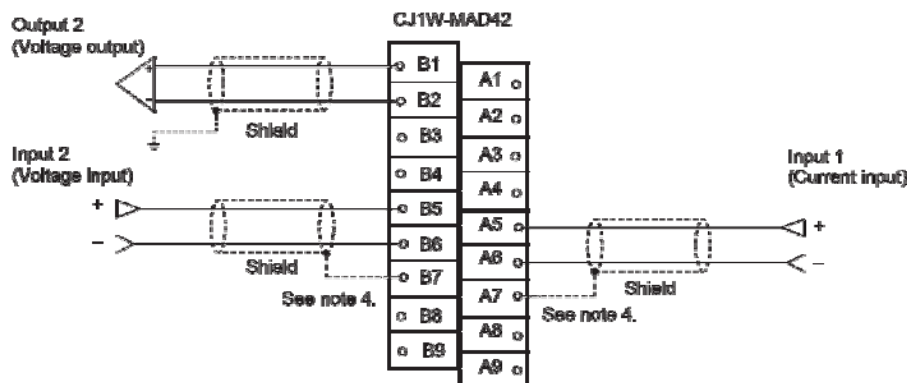 Output 2
(Voltage output)
CJ1W-MAD42
+
B1
A1
−
B2
A2
Shield
B3
A3
Input 2
(Voltage input)
B4
A4
Input 1
(Current input)
+
B5
A5
+
−
B6
A6
−
Shield
B7
A7
Shield
See note 4.
See note 4.
B8
A8
B9
A9